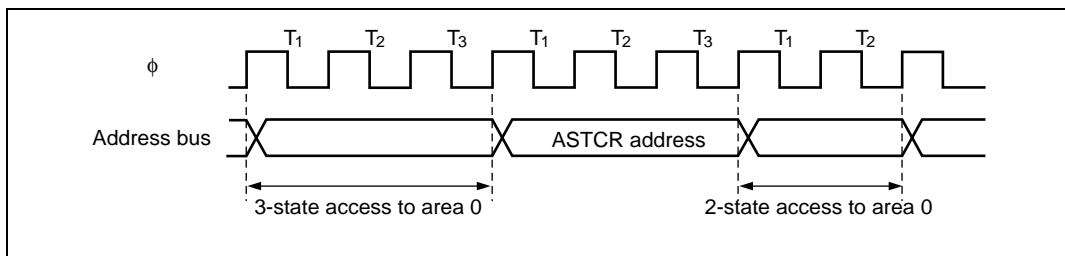 T₁ T₂ T₃ T₁ T₂ T₃ T₁ T₂
ϕ
Address bus ASTCR address
3-state access to area 0 2-state access to area 0